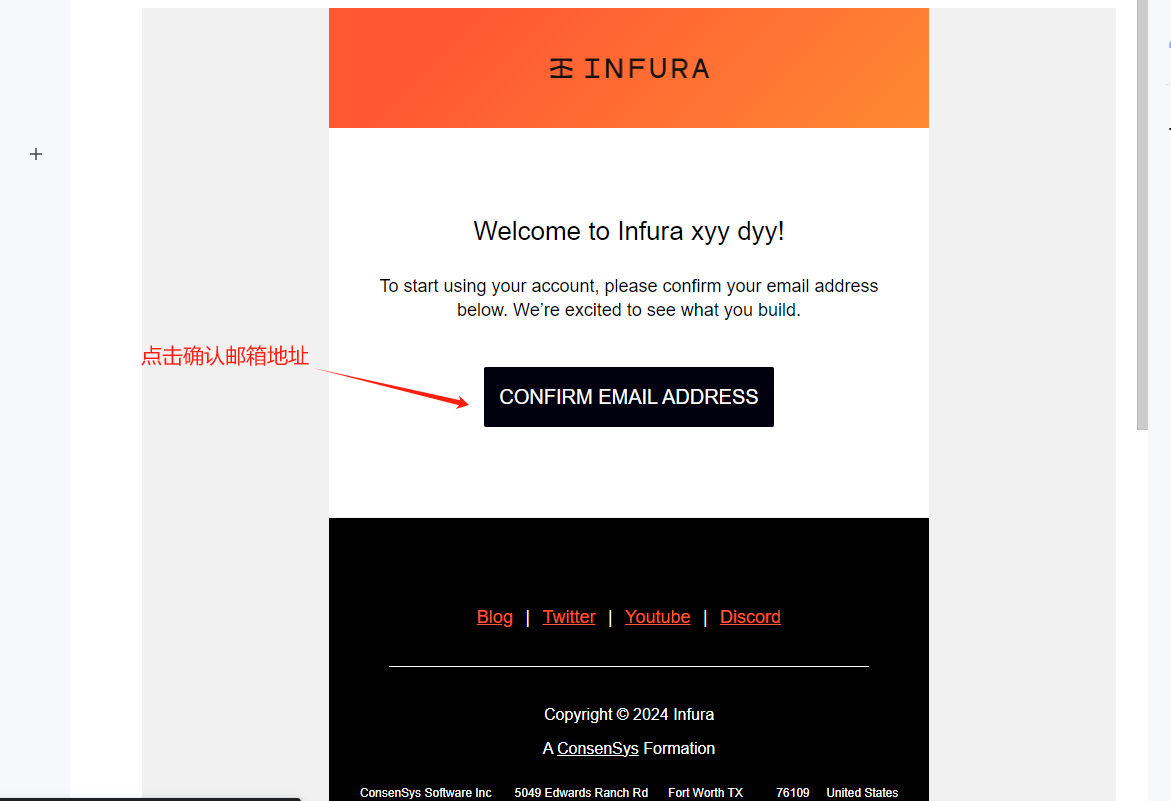 INFURA
Welcome to Infura xyy dyy!
To start using your account, please confirm your email address
below. We’re excited to see what you build.
点击确认邮箱地址
CONFIRM EMAIL ADDRESS
Blog | Twitter | Youtube | Discord
Copyright © 2024 Infura
A ConsenSys Formation
ConsenSys Software Inc 5049 Edwards Ranch Rd Fort Worth TX 76109 United States